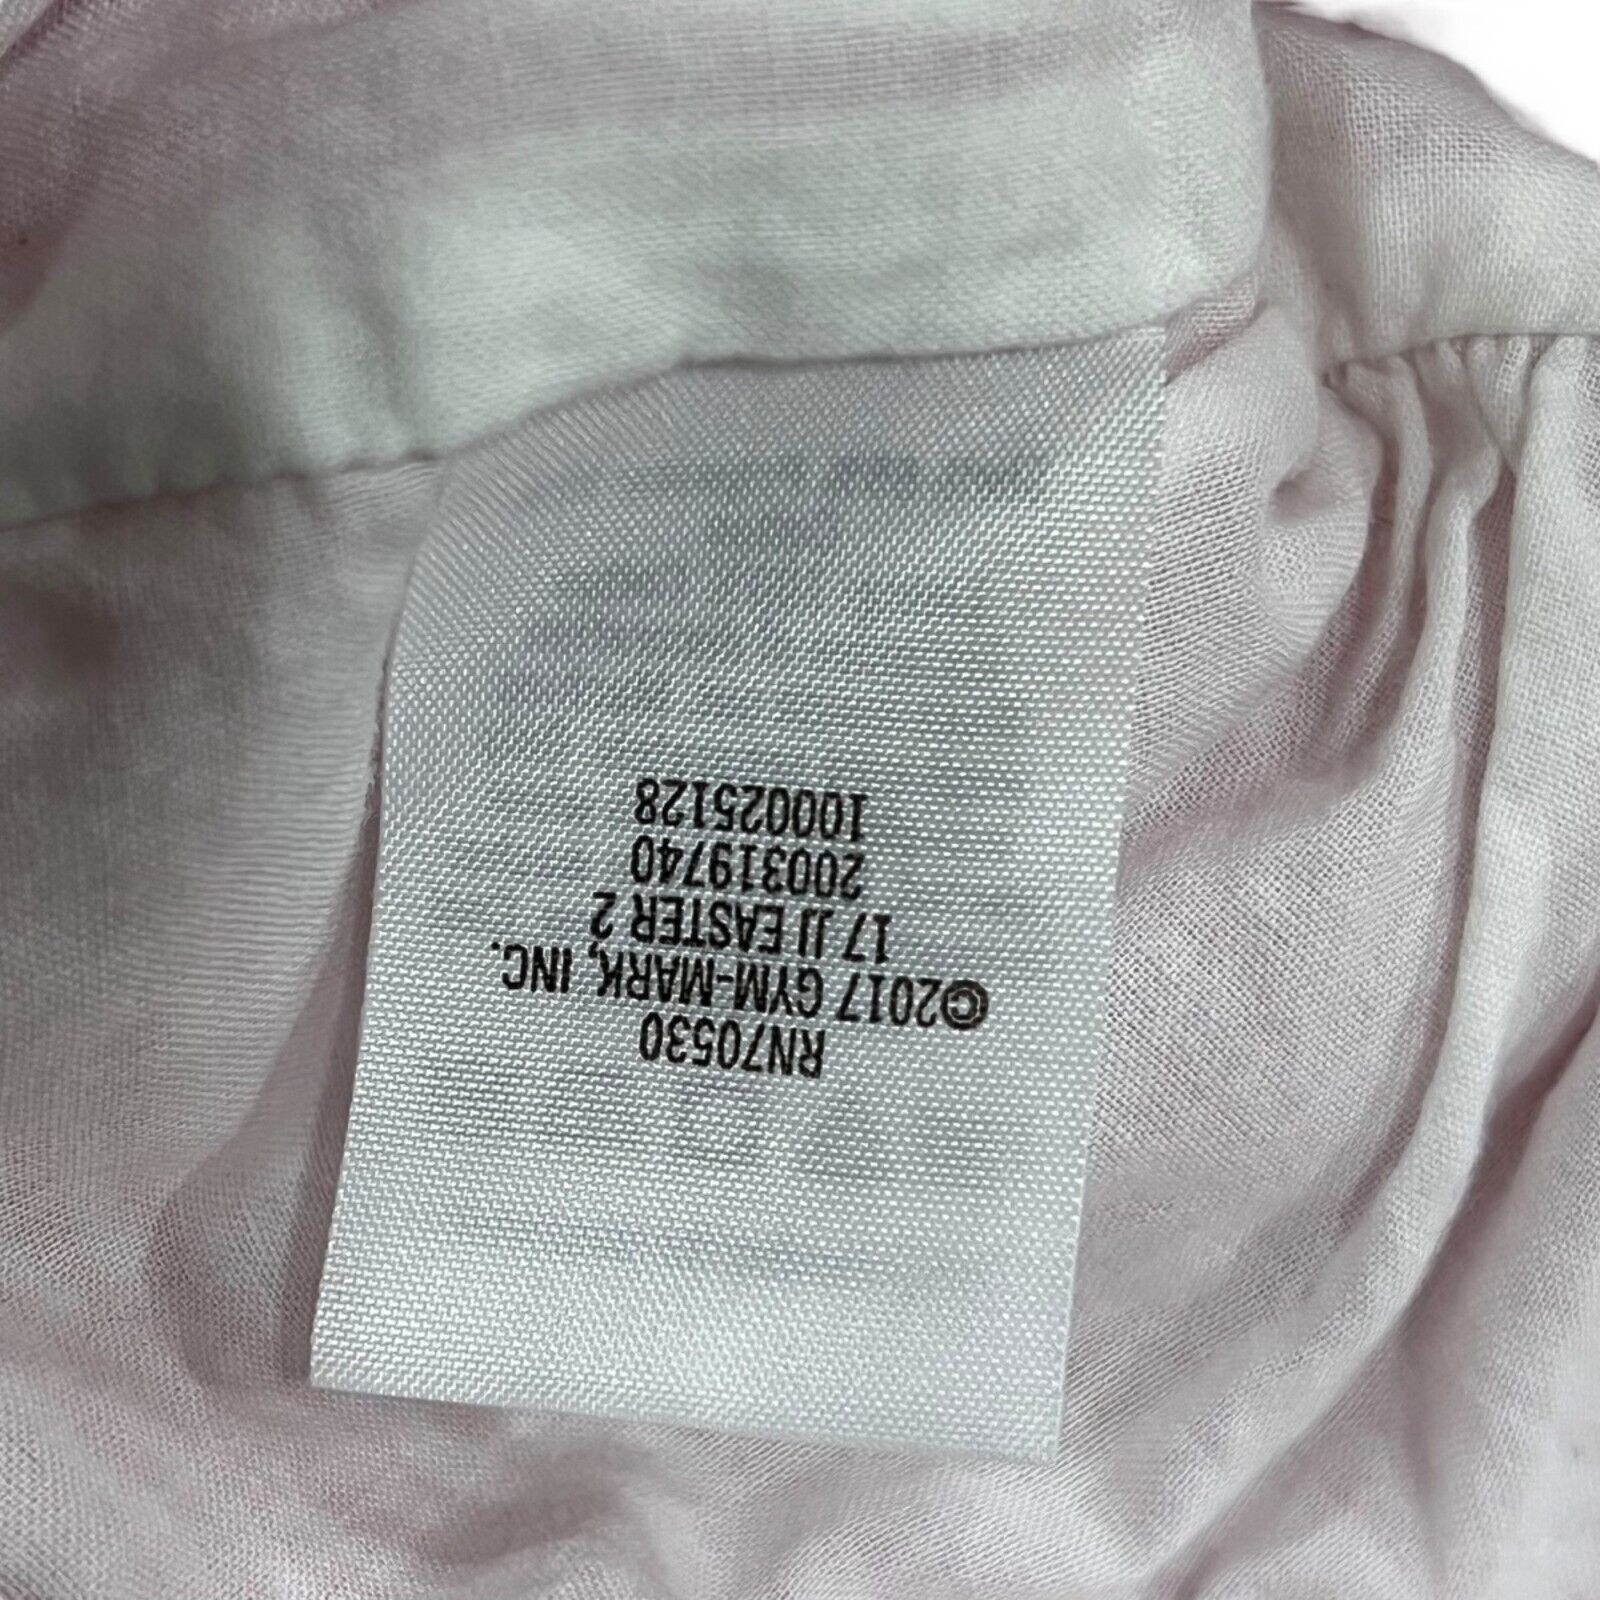 RN70530
©2017 GYM-MARK, INC.
17 JJ EASTER 2
200319740
100025128